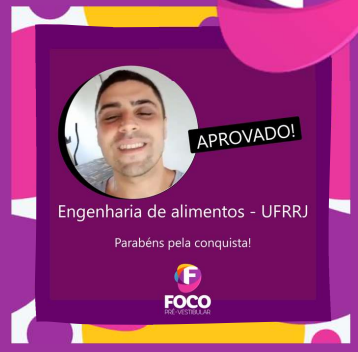 APROVADO!
Engenharia de alimentos - UFRRJ
Parabéns pela conquista!
F
FOCO
PRÉ-VESTIBULAR